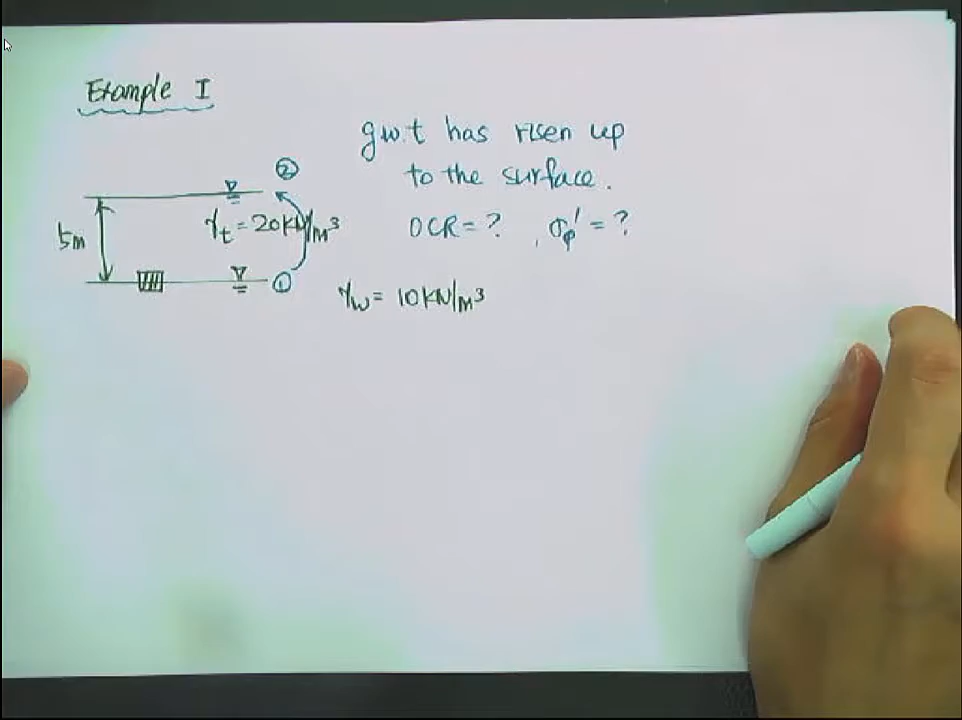 Example I
g.w.t has risen up
to the surface.
②
γt = 20kN/m³
5m
OCR = ? , σp' = ?
①
γw = 10kN/m³